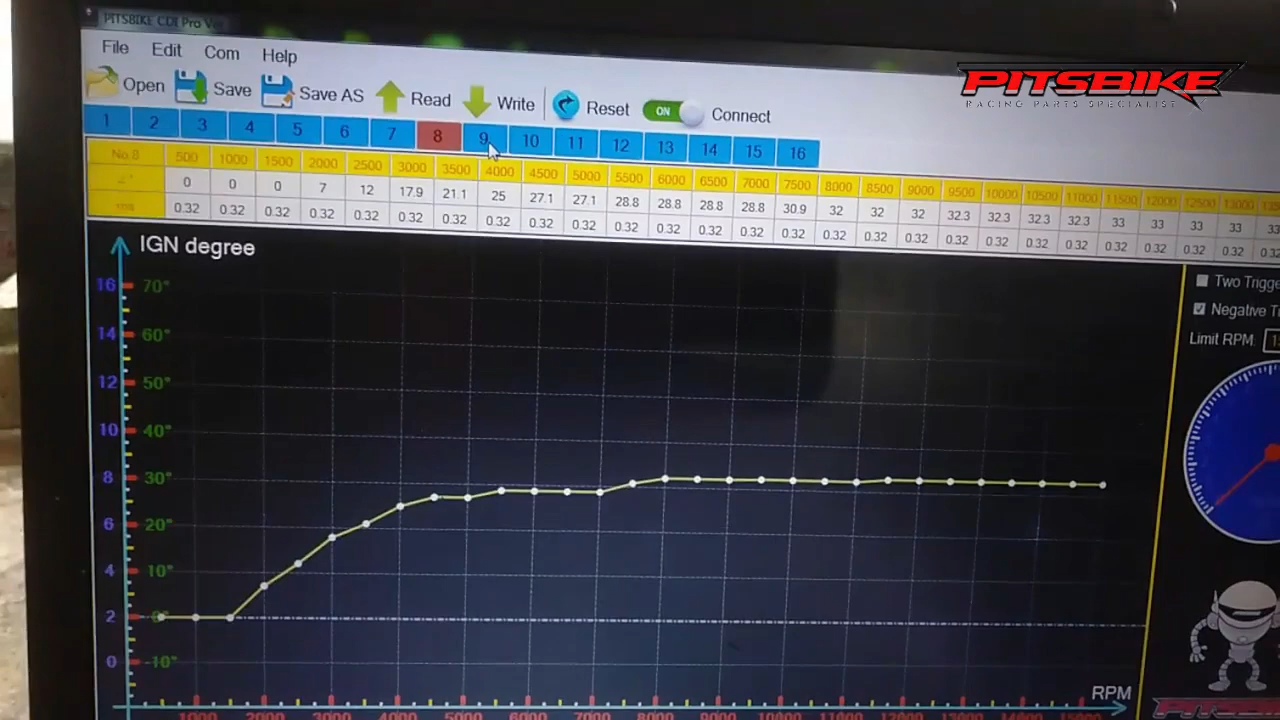 PITSBIKE CDI Pro
PITSBIKE
RACING PARTS SPECIALIST
File Edit Com Help
Open Save Save AS Read Write Reset ON Connect
1 2 3 4 5 6 7 8 9 10 11 12 13 14 15 16
No.8 500 1000 1500 2000 2500 3000 3500 4000 4500 5000 5500 6000 6500 7000 7500 8000 8500 9000 9500 10000 10500 11000 11500 12000 12500 13000
0 0 0 7 12 17.9 21.1 25 27.1 27.1 28.8 28.8 28.8 28.8 30.9 32 32 32 32.3 32.3 32.3 32.3 33 33 33 33 33
0.32 0.32 0.32 0.32 0.32 0.32 0.32 0.32 0.32 0.32 0.32 0.32 0.32 0.32 0.32 0.32 0.32 0.32 0.32 0.32 0.32 0.32 0.32 0.32 0.32 0.32
IGN degree
Two Trigge
Negative T
Limit RPM:
16 70°
14 60°
12 50°
10 40°
8 30°
6 20°
4 10°
2 0°
0 -10°
RPM
1000 2000 3000 4000 5000 6000 7000 8000 9000 10000 11000 12000 13000 14000